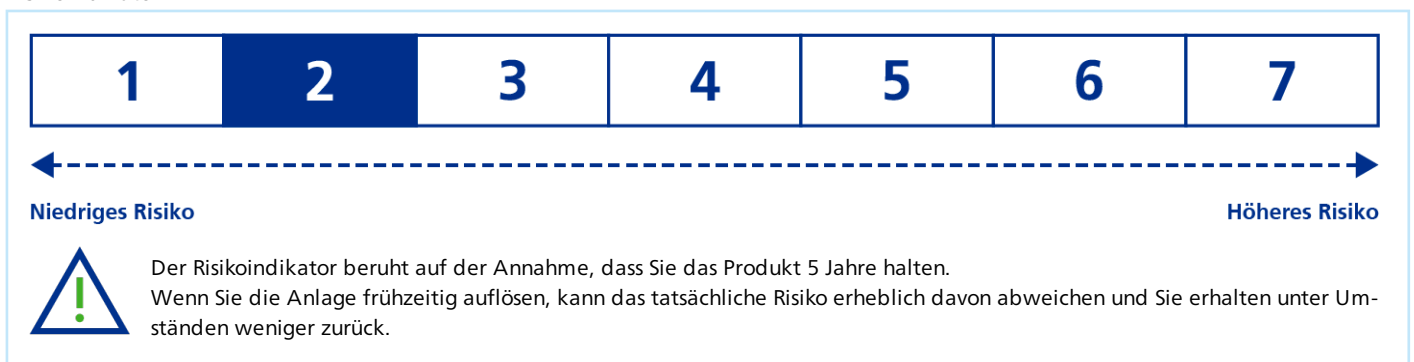 1 2 3 4 5 6 7
Niedriges Risiko Höheres Risiko
Der Risikoindikator beruht auf der Annahme, dass Sie das Produkt 5 Jahre halten.
Wenn Sie die Anlage frühzeitig auflösen, kann das tatsächliche Risiko erheblich davon abweichen und Sie erhalten unter Um-
ständen weniger zurück.